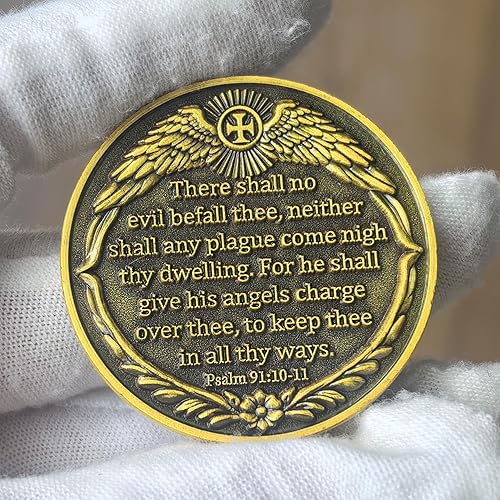 There shall no
evil befall thee, neither
shall any plague come nigh
thy dwelling. For he shall
give his angels charge
over thee, to keep thee
in all thy ways.
Psalm 91:10-11